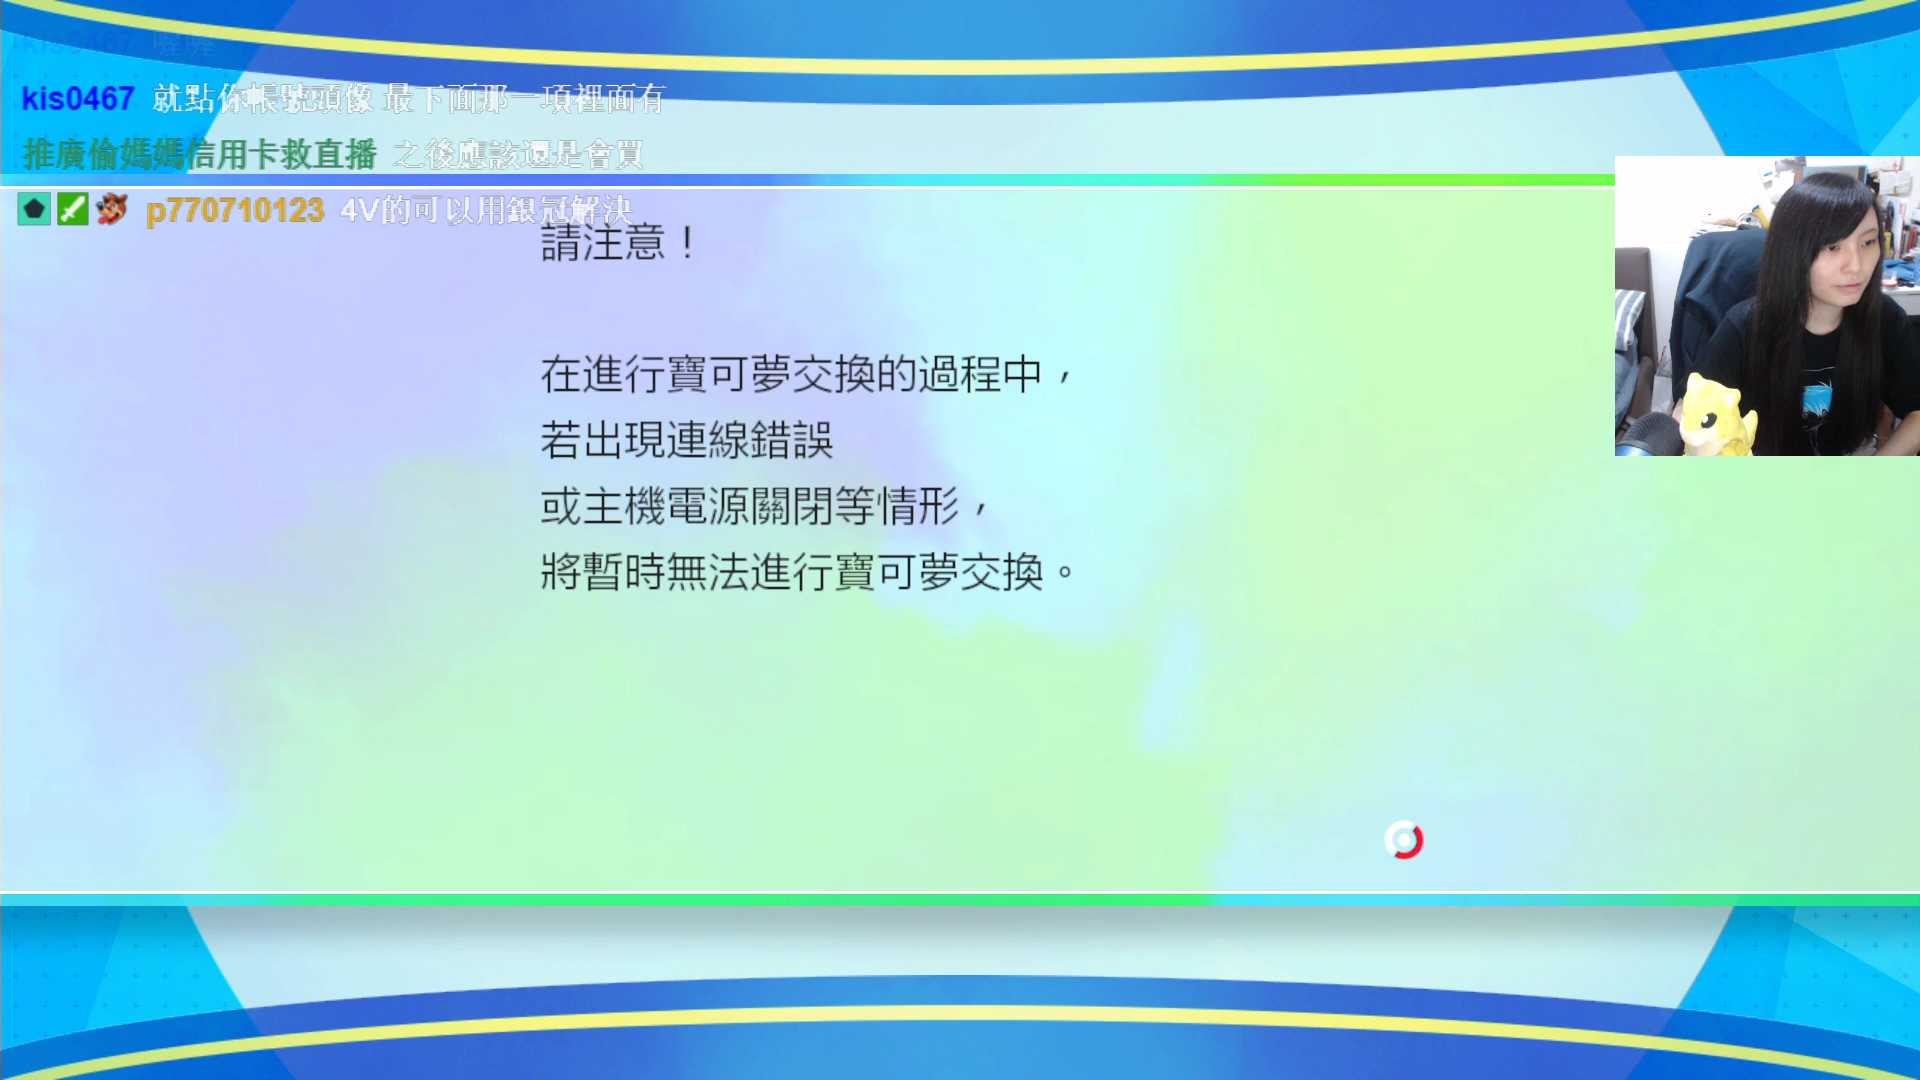 kis0467 喔喔
kis0467 就點你帳號頭像 最下面那一項裡面有
推廣偷媽媽信用卡救直播 之後應該還是會買
p770710123 4V的可以用銀冠解決
請注意！
在進行寶可夢交換的過程中，
若出現連線錯誤
或主機電源關閉等情形，
將暫時無法進行寶可夢交換。